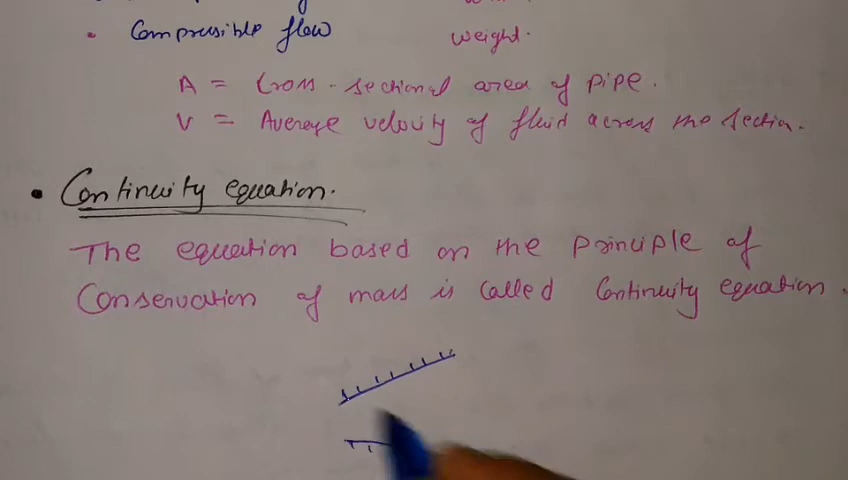 • Compressible flow
weight.
A = Cross-sectional area of pipe.
V = Average velocity of fluid across the section.
• Continuity equation.
The equation based on the principle of
Conservation of mass is called Continuity equation.